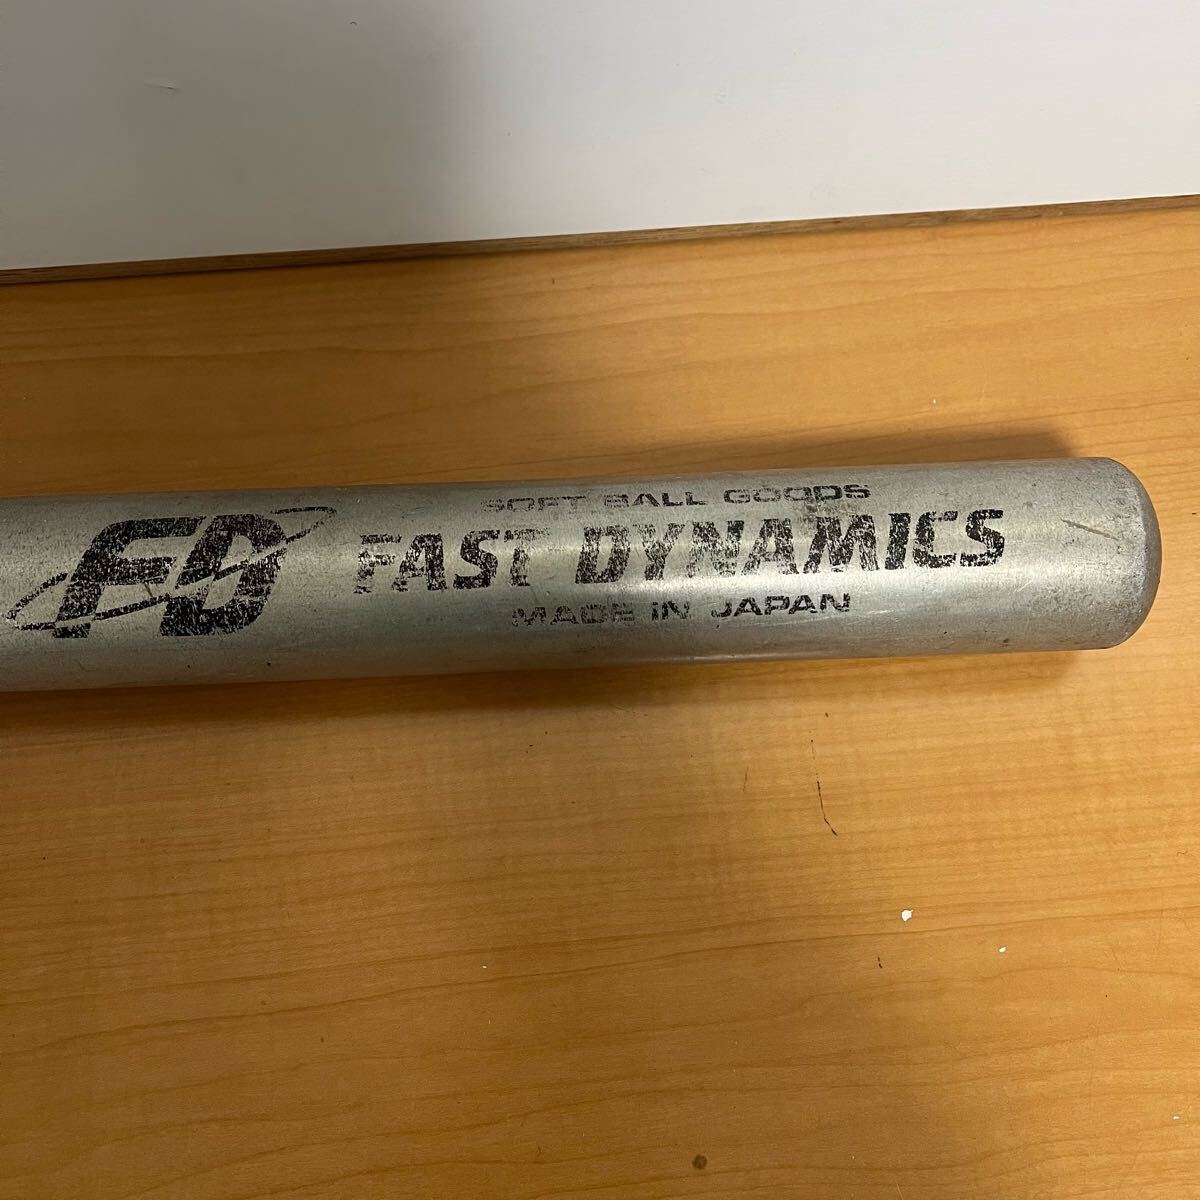 FD
SOFT BALL GOODS
FAST DYNAMICS
MADE IN JAPAN